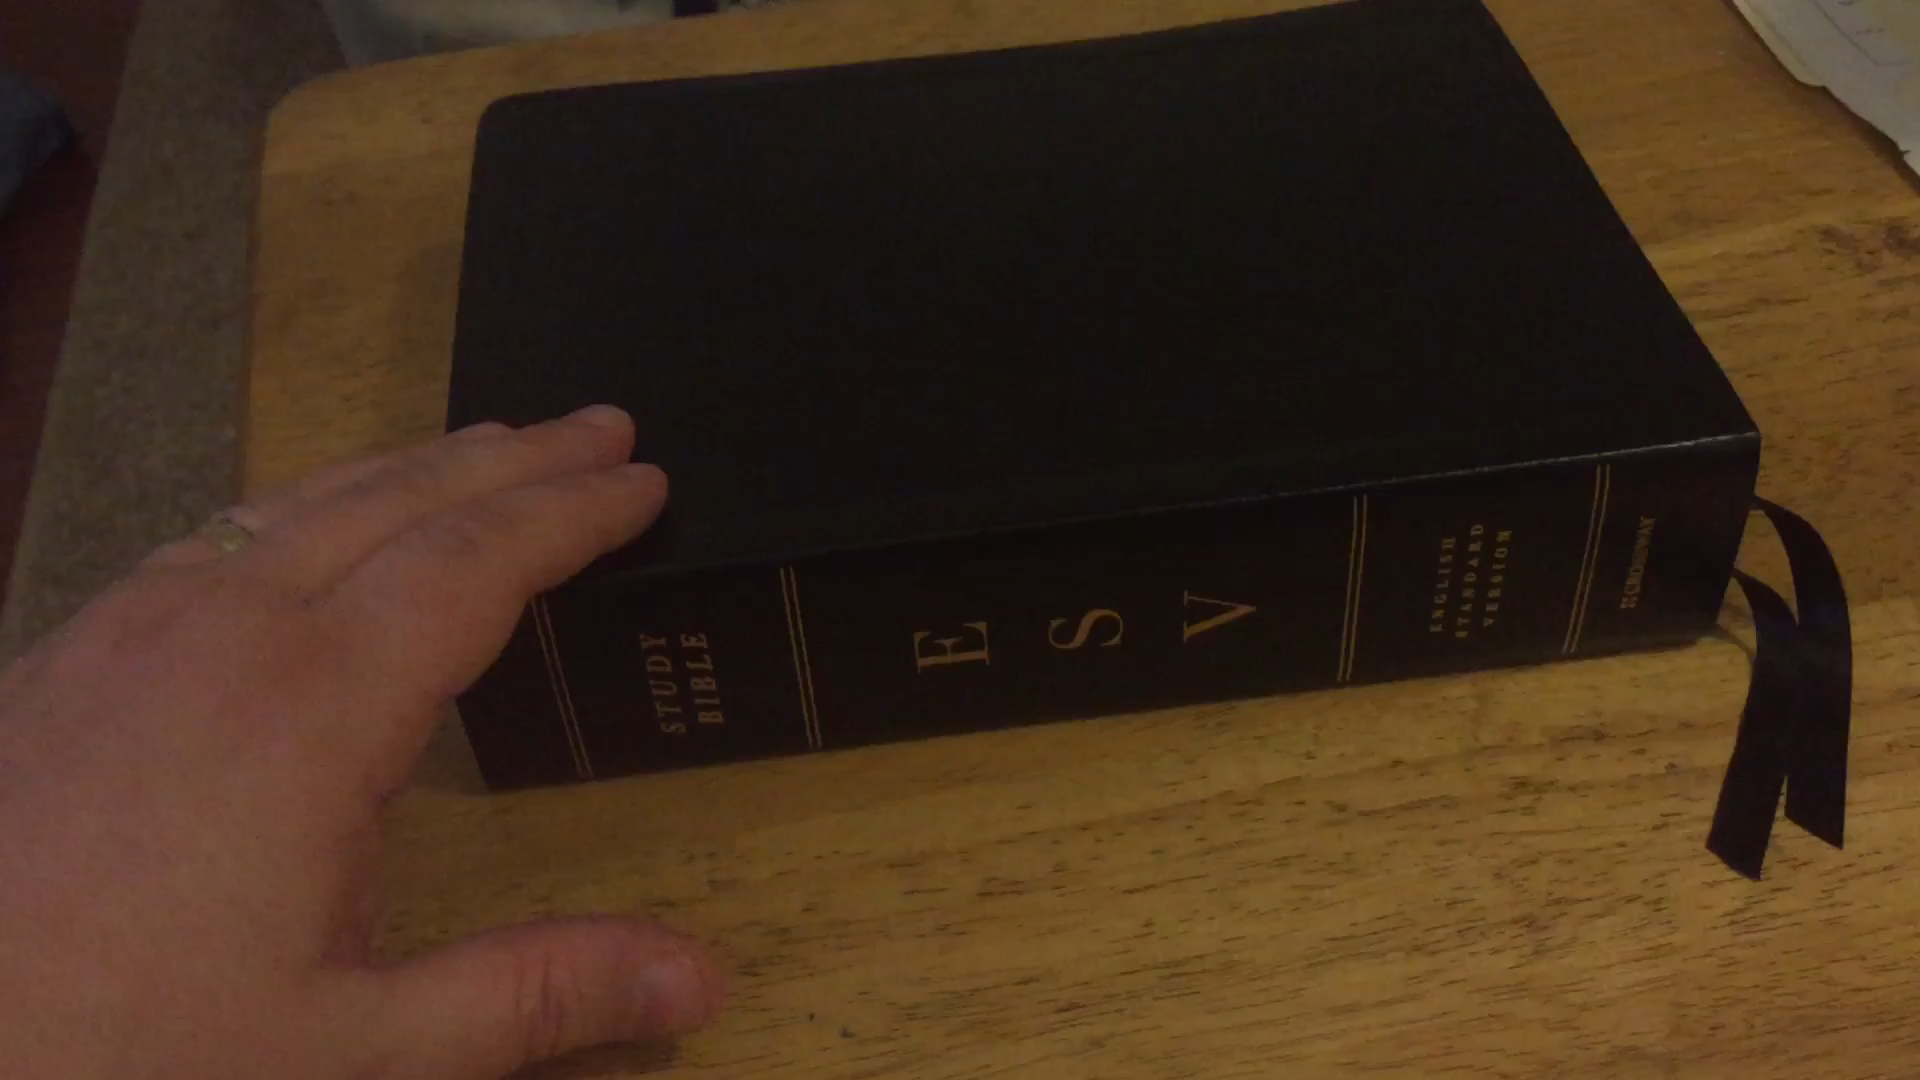 STUDY
BIBLE
E
S
V
ENGLISH
STANDARD
VERSION
CROSSWAY